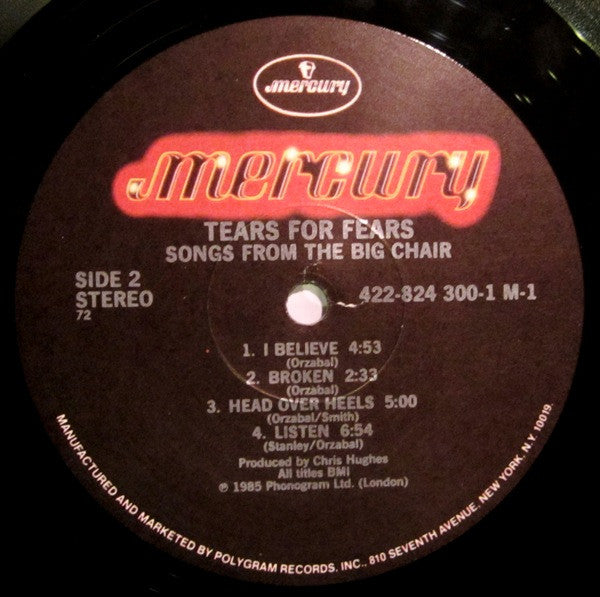 mercury
mercury
TEARS FOR FEARS
SONGS FROM THE BIG CHAIR
SIDE 2
STEREO
72
422-824 300-1 M-1
1. I BELIEVE 4:53
(Orzabal)
2. BROKEN 2:33
(Orzabal)
3. HEAD OVER HEELS 5:00
(Orzabal/Smith)
4. LISTEN 6:54
(Stanley/Orzabal)
Produced by Chris Hughes
All titles BMI
℗ 1985 Phonogram Ltd. (London)
MANUFACTURED AND MARKETED BY POLYGRAM RECORDS, INC., 810 SEVENTH AVENUE, NEW YORK, N.Y. 10019.